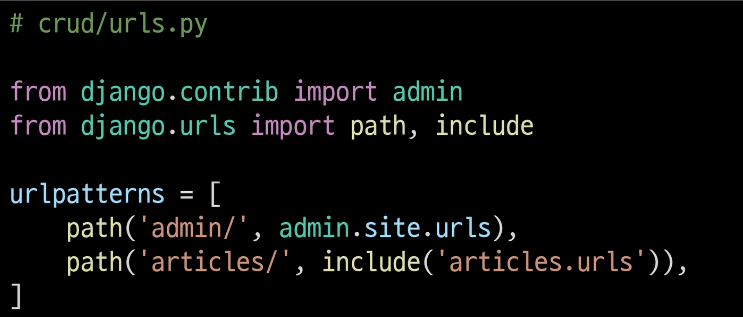 # crud/urls.py

from django.contrib import admin
from django.urls import path, include

urlpatterns = [
    path('admin/', admin.site.urls),
    path('articles/', include('articles.urls')),
]